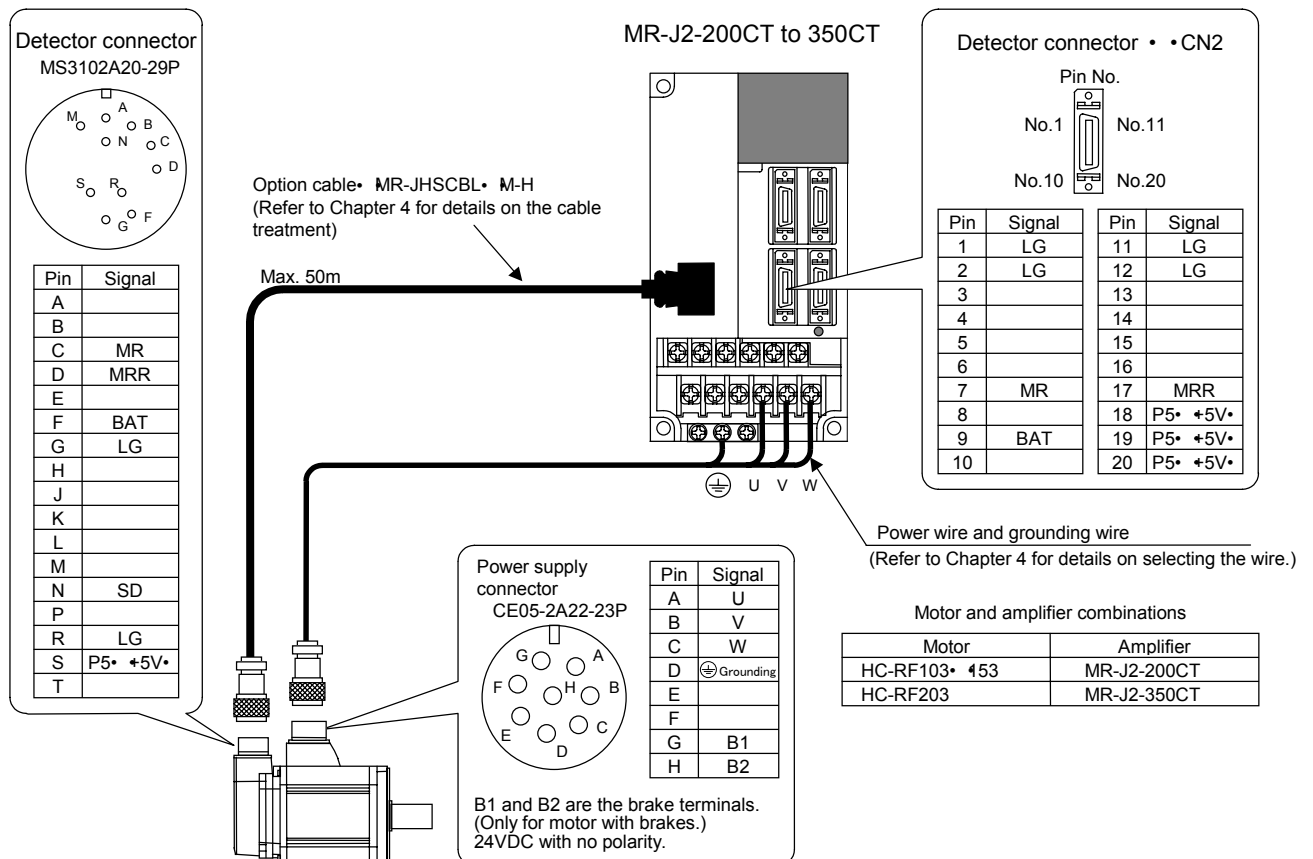 MR-J2-200CT to 350CT
Detector connector
MS3102A20-29P
A
M
B
N
C
D
S
R
F
G
Pin Signal
A
B
C MR
D MRR
E
F BAT
G LG
H
J
K
L
M
N SD
P
R LG
S P5• +5V•
T
Option cable• MR-JHSCBL• M-H
(Refer to Chapter 4 for details on the cable
treatment)
Max. 50m
U V W
Detector connector • •CN2
Pin No.
No.1 No.11
No.10 No.20
Pin Signal Pin Signal
1 LG 11 LG
2 LG 12 LG
3 13
4 14
5 15
6 16
7 MR 17 MRR
8 18 P5• +5V•
9 BAT 19 P5• +5V•
10 20 P5• +5V•
Power wire and grounding wire
(Refer to Chapter 4 for details on selecting the wire.)
Power supply
connector
CE05-2A22-23P
G A
F H B
E C
D
Pin Signal
A U
B V
C W
D Grounding
E
F
G B1
H B2
B1 and B2 are the brake terminals.
(Only for motor with brakes.)
24VDC with no polarity.
Motor and amplifier combinations
Motor Amplifier
HC-RF103• 153 MR-J2-200CT
HC-RF203 MR-J2-350CT